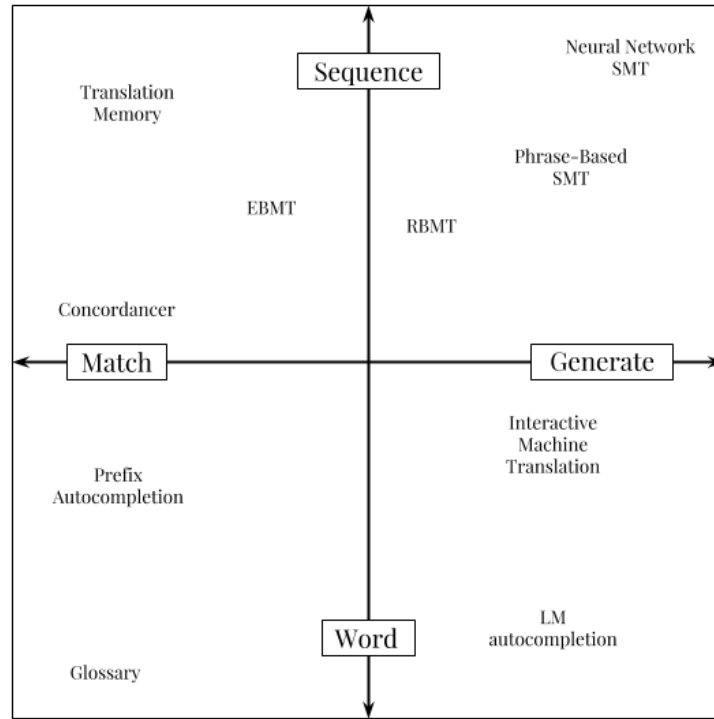 Neural Network
SMT
Sequence
Translation
Memory
Phrase-Based
SMT
EBMT
RBMT
Concordancer
Match
Generate
Interactive
Machine
Translation
Prefix
Autocompletion
LM
autocompletion
Word
Glossary